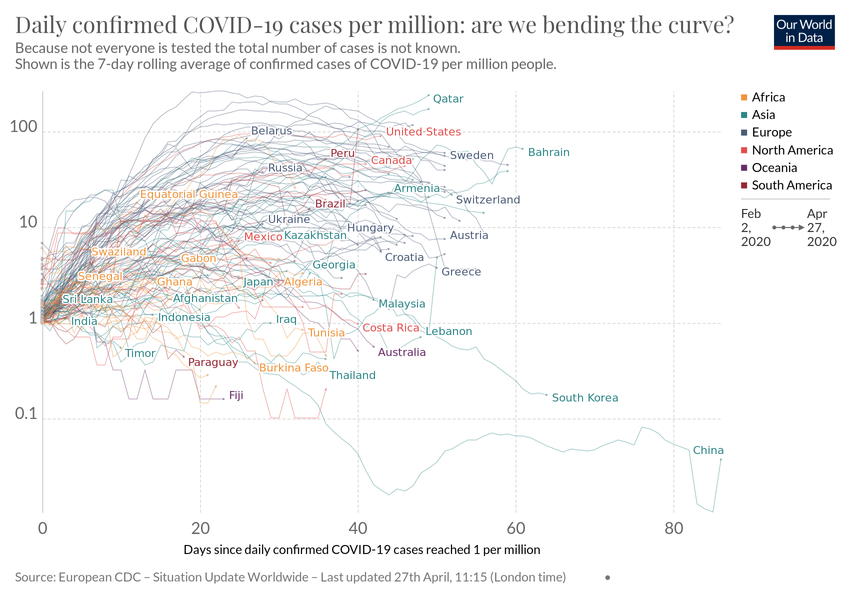 Daily confirmed COVID-19 cases per million: are we bending the curve?
Because not everyone is tested the total number of cases is not known.
Shown is the 7-day rolling average of confirmed cases of COVID-19 per million people.
Our World
in Data
Africa
Asia
Europe
North America
Oceania
South America
Feb
2,
2020
Apr
27,
2020
100
10
1
0.1
Qatar
Belarus
United States
Peru
Canada
Sweden
Bahrain
Russia
Equatorial Guinea
Armenia
Brazil
Switzerland
Ukraine
Hungary
Mexico
Kazakhstan
Austria
Swaziland
Gabon
Croatia
Georgia
Greece
Senegal
Ghana
Japan
Algeria
Sri Lanka
Afghanistan
Malaysia
India
Indonesia
Iraq
Tunisia
Costa Rica
Lebanon
Timor
Paraguay
Burkina Faso
Australia
Thailand
Fiji
South Korea
China
0
20
40
60
80
Days since daily confirmed COVID-19 cases reached 1 per million
Source: European CDC – Situation Update Worldwide – Last updated 27th April, 11:15 (London time)